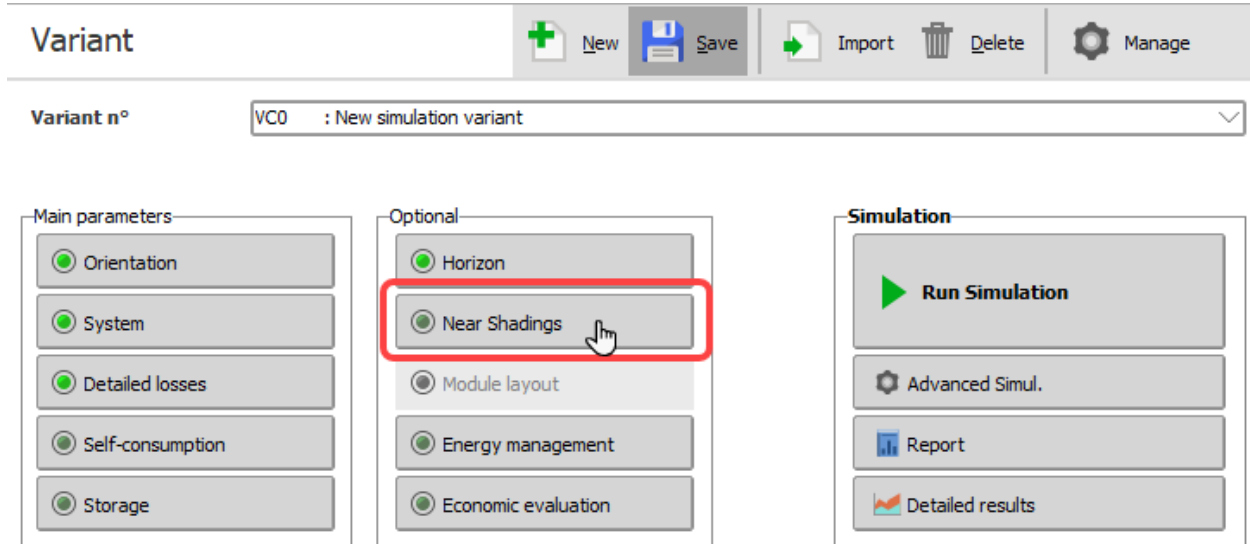 Variant
New
Save
Import
Delete
Manage
Variant n°
VC0 : New simulation variant
Main parameters
Orientation
System
Detailed losses
Self-consumption
Storage
Optional
Horizon
Near Shadings
Module layout
Energy management
Economic evaluation
Simulation
Run Simulation
Advanced Simul.
Report
Detailed results